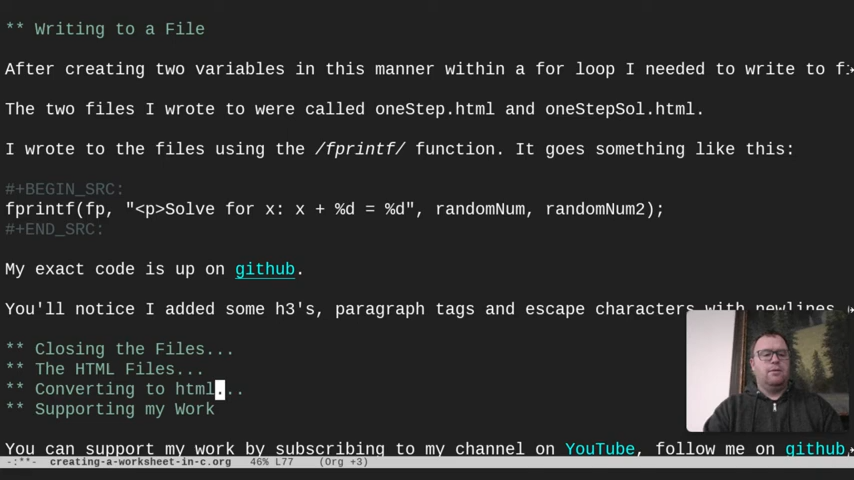 ** Writing to a File
After creating two variables in this manner within a for loop I needed to write to
The two files I wrote to were called oneStep.html and oneStepSol.html.
I wrote to the files using the /fprintf/ function. It goes something like this:
#+BEGIN_SRC:
fprintf(fp, "<p>Solve for x: x + %d = %d", randomNum, randomNum2);
#+END_SRC:
My exact code is up on github.
You'll notice I added some h3's, paragraph tags and escape characters with newlines
** Closing the Files...
** The HTML Files...
** Converting to html...
** Supporting my Work
You can support my work by subscribing to my channel on YouTube, follow me on github
-:**- creating-a-worksheet-in-c.org 46% L77 (Org +3)